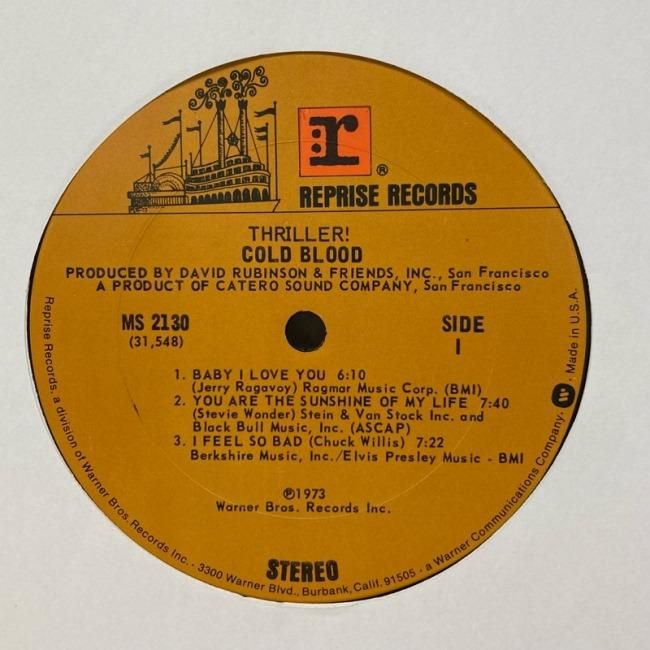 :r
®
REPRISE RECORDS
THRILLER!
COLD BLOOD
PRODUCED BY DAVID RUBINSON & FRIENDS, INC., San Francisco
A PRODUCT OF CATERO SOUND COMPANY, San Francisco
MS 2130
(31,548)
SIDE
1
1. BABY I LOVE YOU 6:10
(Jerry Ragavoy) Ragmar Music Corp. (BMI)
2. YOU ARE THE SUNSHINE OF MY LIFE 7:40
(Stevie Wonder) Stein & Van Stock Inc. and
Black Bull Music, Inc. (ASCAP)
3. I FEEL SO BAD (Chuck Willis) 7:22
Berkshire Music, Inc./Elvis Presley Music - BMI
℗1973
Warner Bros. Records Inc.
STEREO
Reprise Records, a division of Warner Bros. Records Inc. · 3300 Warner Blvd., Burbank, Calif. 91505 · a Warner Communications Company · Made in U.S.A.